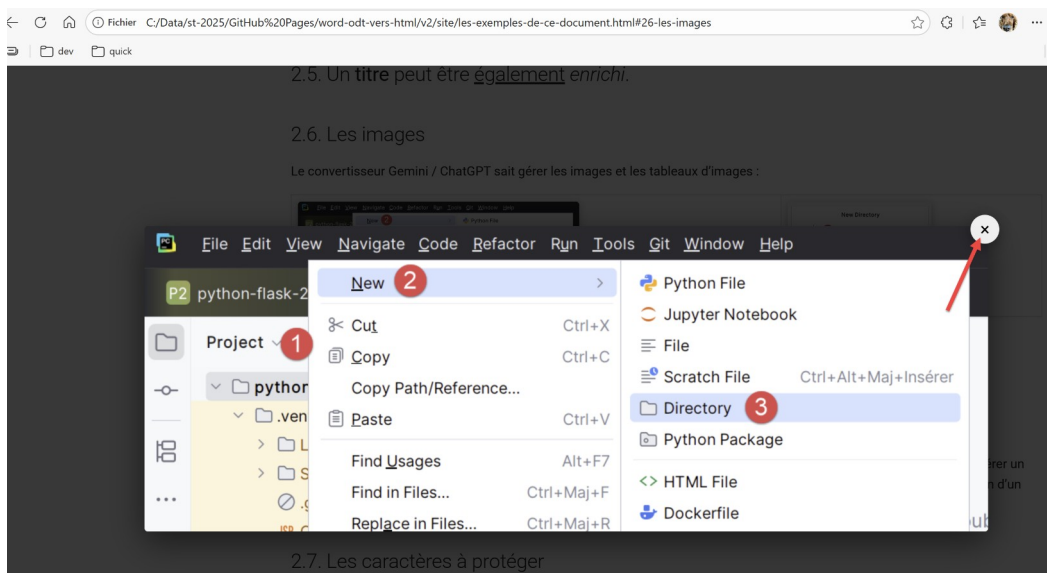 Fichier C:/Data/st-2025/GitHub%20Pages/word-odt-vers-html/v2/site/les-exemples-de-ce-document.html#26-les-images
dev quick
2.5. Un titre peut être également enrichi.
2.6. Les images
Le convertisseur Gemini / ChatGPT sait gérer les images et les tableaux d'images :
New Directory
File Edit View Navigate Code Refactor Run Tools Git Window Help
P2 python-flask-2
New 2
Python File
Jupyter Notebook
Project 1
Cut Ctrl+X
File
Copy Ctrl+C
Scratch File Ctrl+Alt+Maj+Insérer
python
Copy Path/Reference...
Directory 3
.ven
Paste Ctrl+V
Python Package
L
Find Usages Alt+F7
HTML File
S
Find in Files... Ctrl+Maj+F
Dockerfile
.g
Replace in Files... Ctrl+Maj+R
2.7. Les caractères à protéger